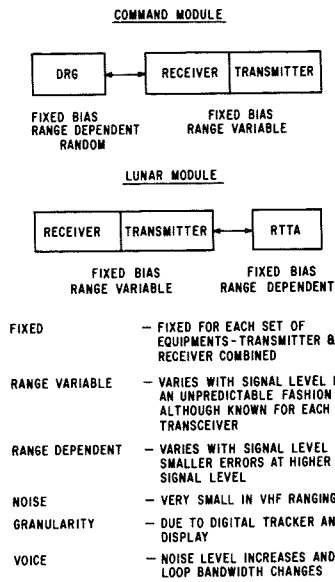 COMMAND MODULE
DRG
RECEIVER
TRANSMITTER
FIXED BIAS
RANGE DEPENDENT
RANDOM
FIXED BIAS
RANGE VARIABLE
LUNAR MODULE
RECEIVER
TRANSMITTER
RTTA
FIXED BIAS
RANGE VARIABLE
FIXED BIAS
RANGE DEPENDENT
FIXED — FIXED FOR EACH SET OF
EQUIPMENTS-TRANSMITTER &
RECEIVER COMBINED
RANGE VARIABLE — VARIES WITH SIGNAL LEVEL
AN UNPREDICTABLE FASHION
ALTHOUGH KNOWN FOR EACH
TRANSCEIVER
RANGE DEPENDENT — VARIES WITH SIGNAL LEVEL
SMALLER ERRORS AT HIGHER
SIGNAL LEVEL
NOISE — VERY SMALL IN VHF RANGING
GRANULARITY — DUE TO DIGITAL TRACKER AN
DISPLAY
VOICE — NOISE LEVEL INCREASES AND
LOOP BANDWIDTH CHANGES